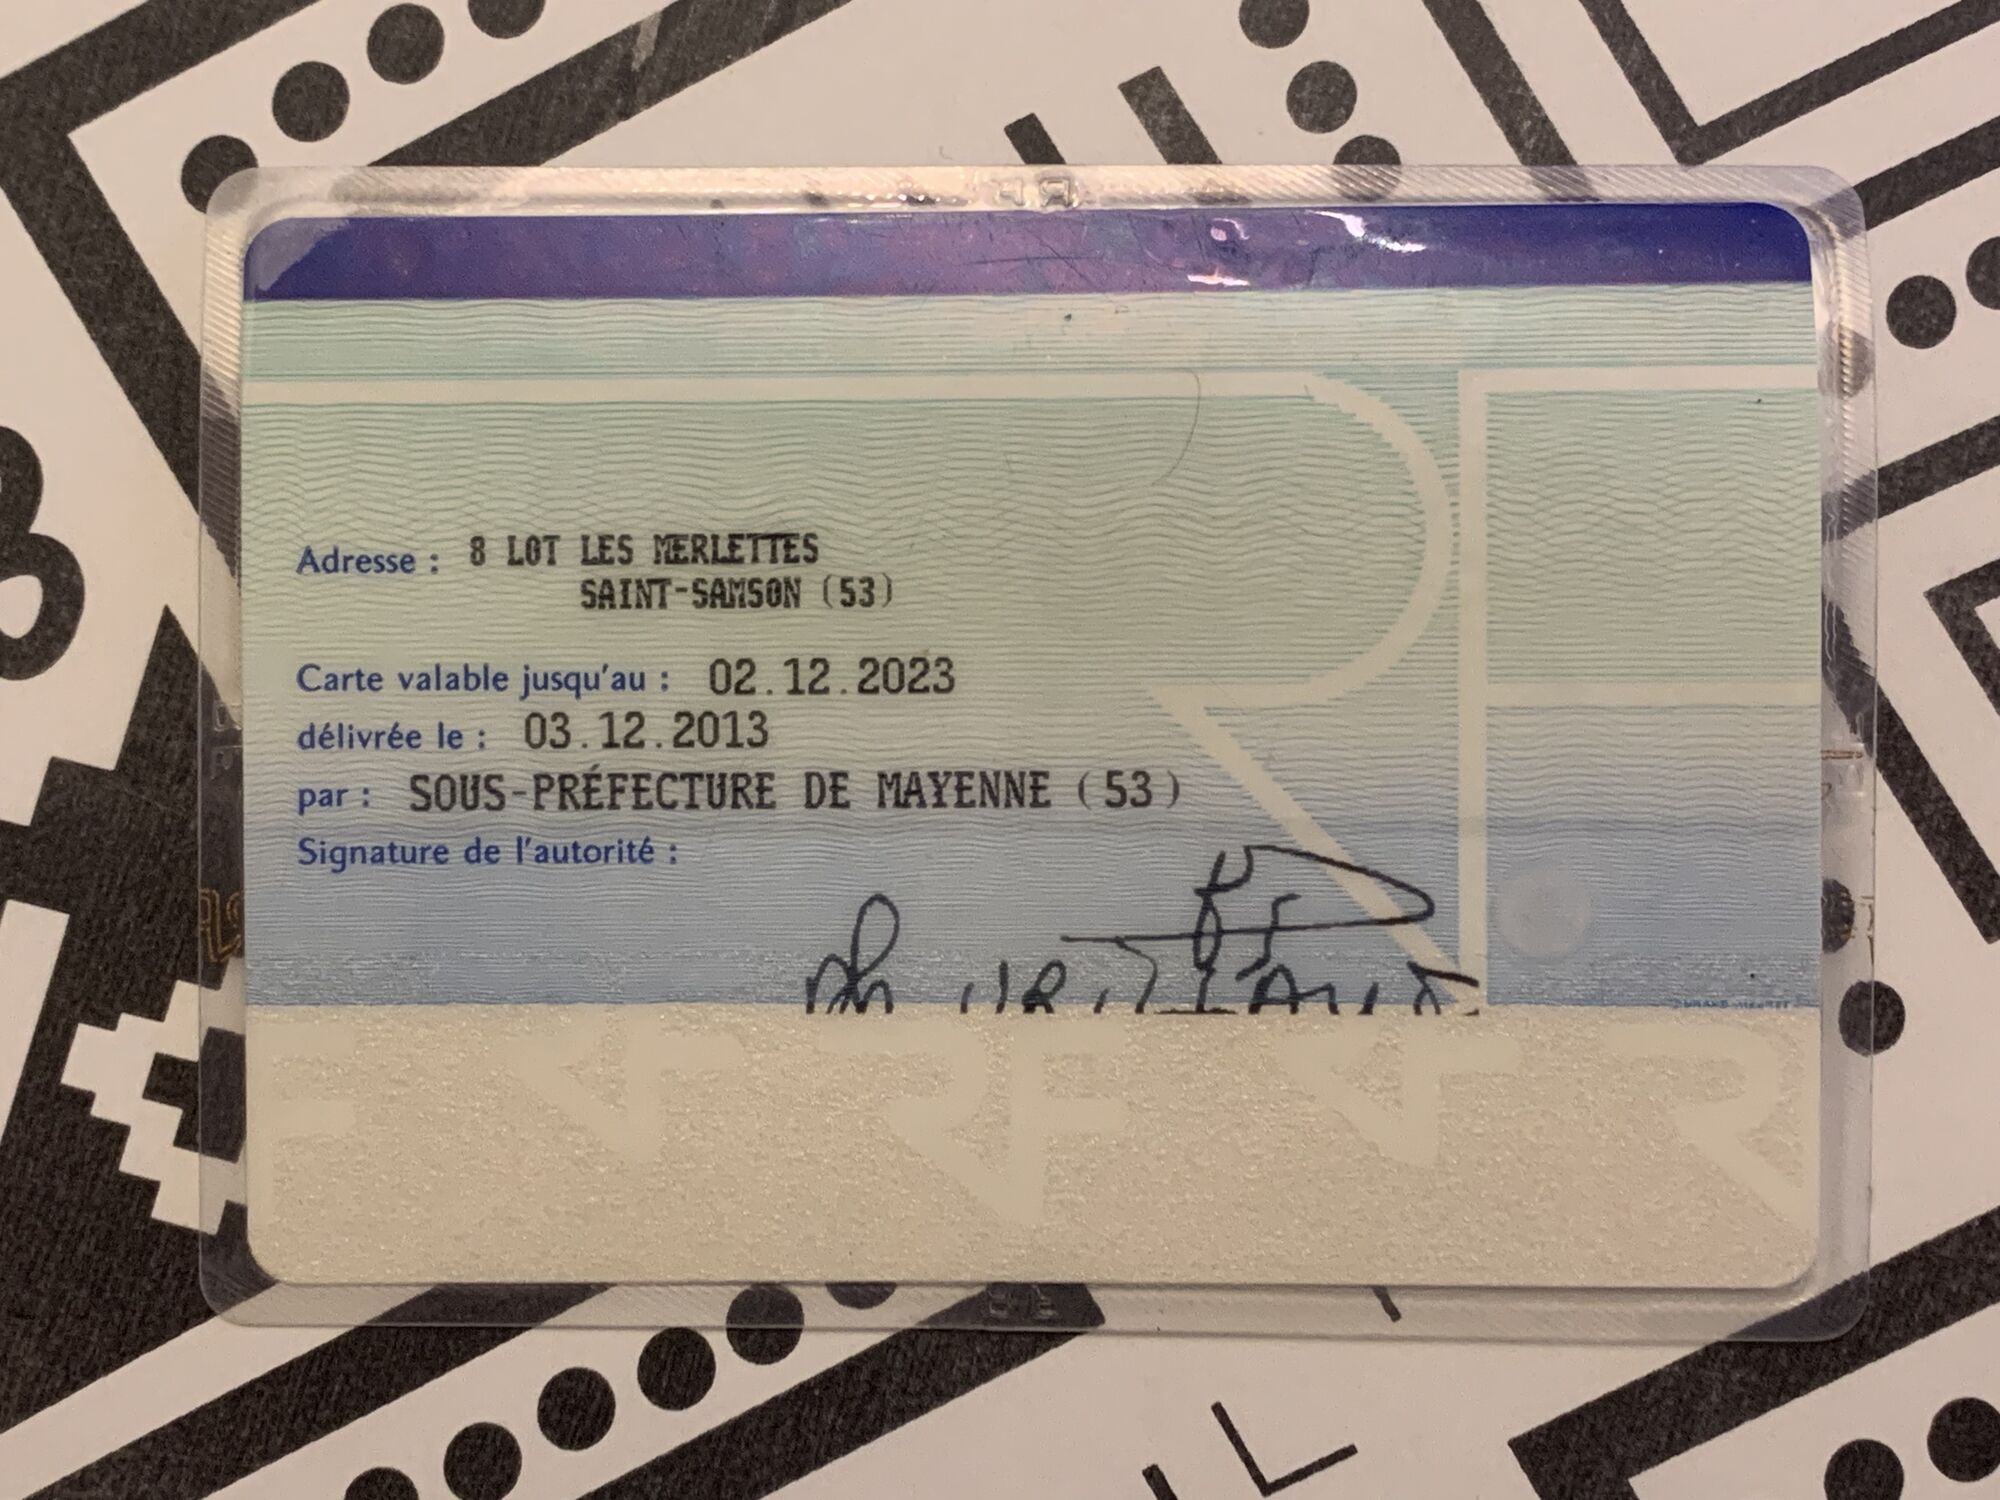 Adresse : 8 LOT LES MERLETTES
SAINT-SAMSON (53)
Carte valable jusqu'au : 02.12.2023
délivrée le : 03.12.2013
par : SOUS-PRÉFECTURE DE MAYENNE (53)
Signature de l'autorité :
RF